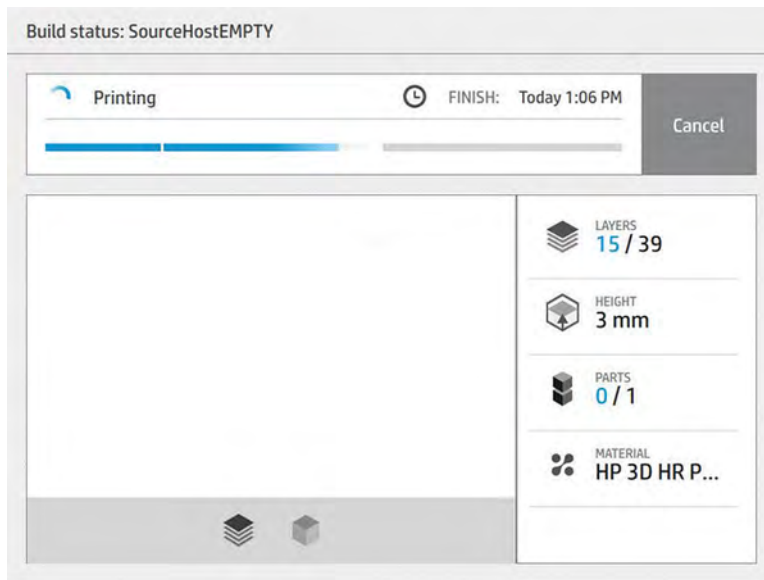 Build status: SourceHostEMPTY
Printing
FINISH: Today 1:06 PM
Cancel
LAYERS
15 / 39
HEIGHT
3 mm
PARTS
0 / 1
MATERIAL
HP 3D HR P...